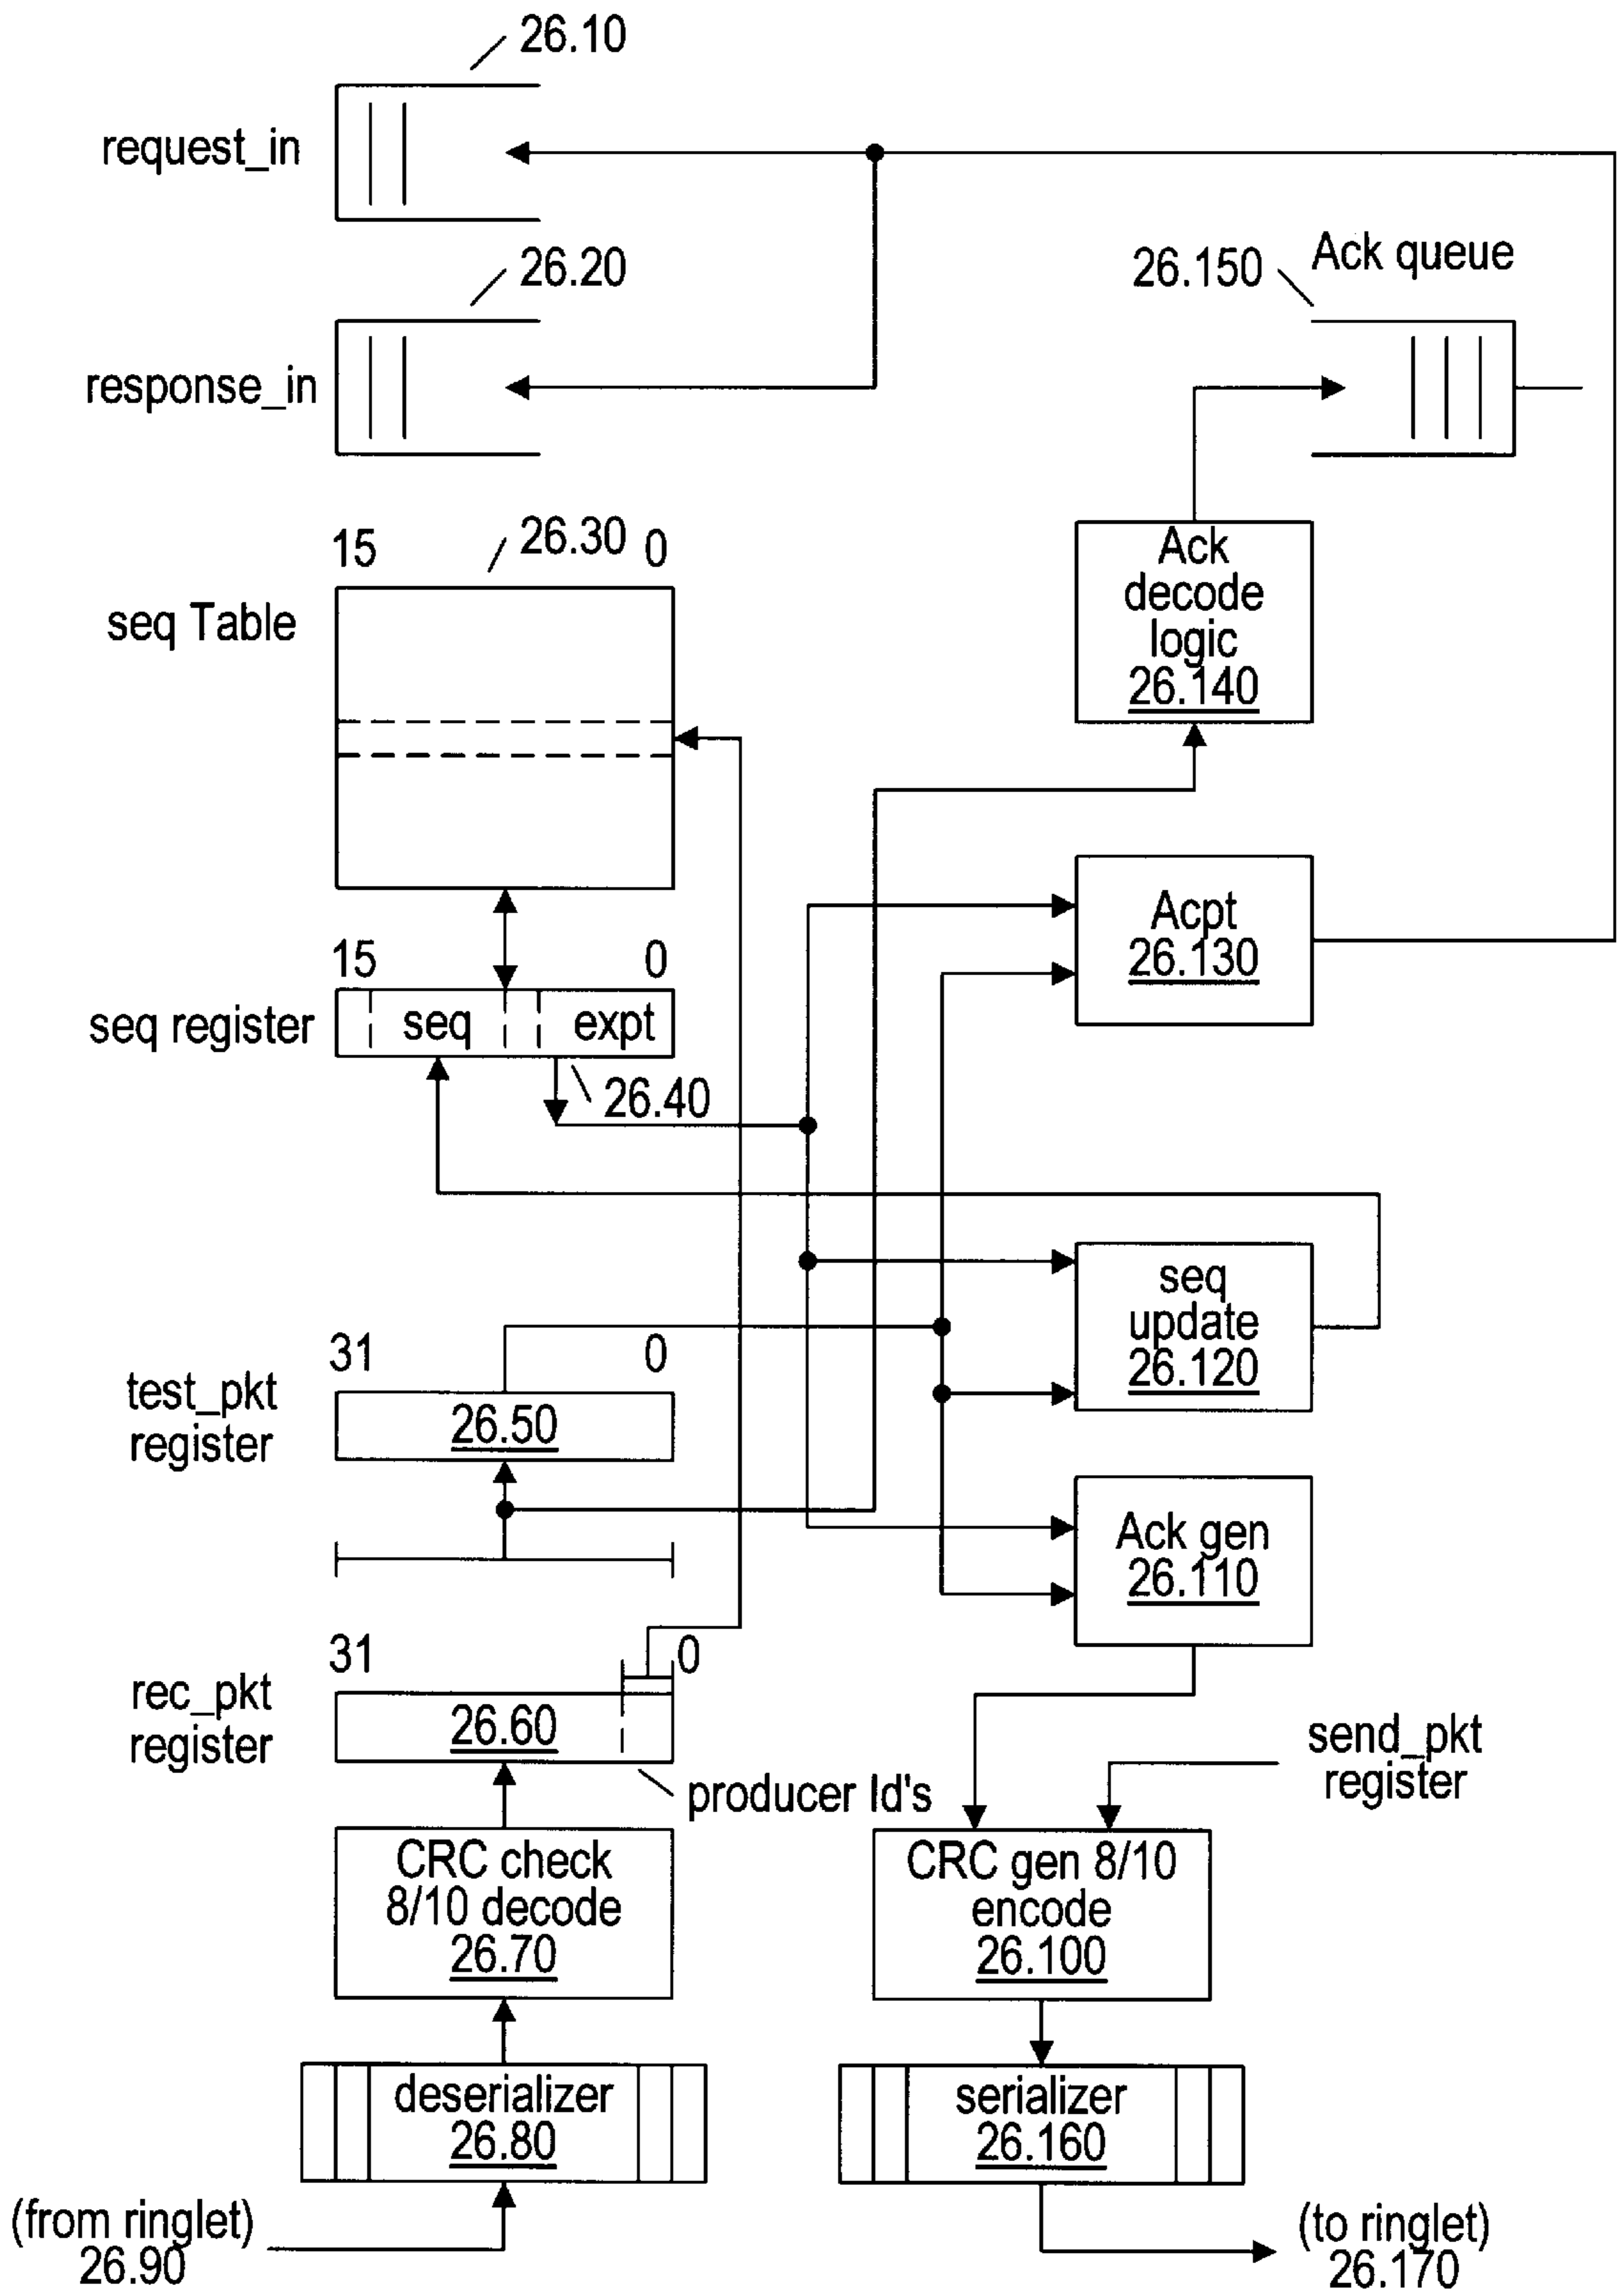 26.10
request_in
26.20
response_in
26.150
Ack queue
15
26.30
0
seq Table
Ack
decode
logic
26.140
Acpt
26.130
15
0
seq register
seq
expt
26.40
seq
update
26.120
31
0
test_pkt
register
26.50
Ack gen
26.110
31
0
rec_pkt
register
26.60
producer Id's
send_pkt
register
CRC check
8/10 decode
26.70
CRC gen 8/10
encode
26.100
deserializer
26.80
serializer
26.160
(from ringlet)
26.90
(to ringlet)
26.170